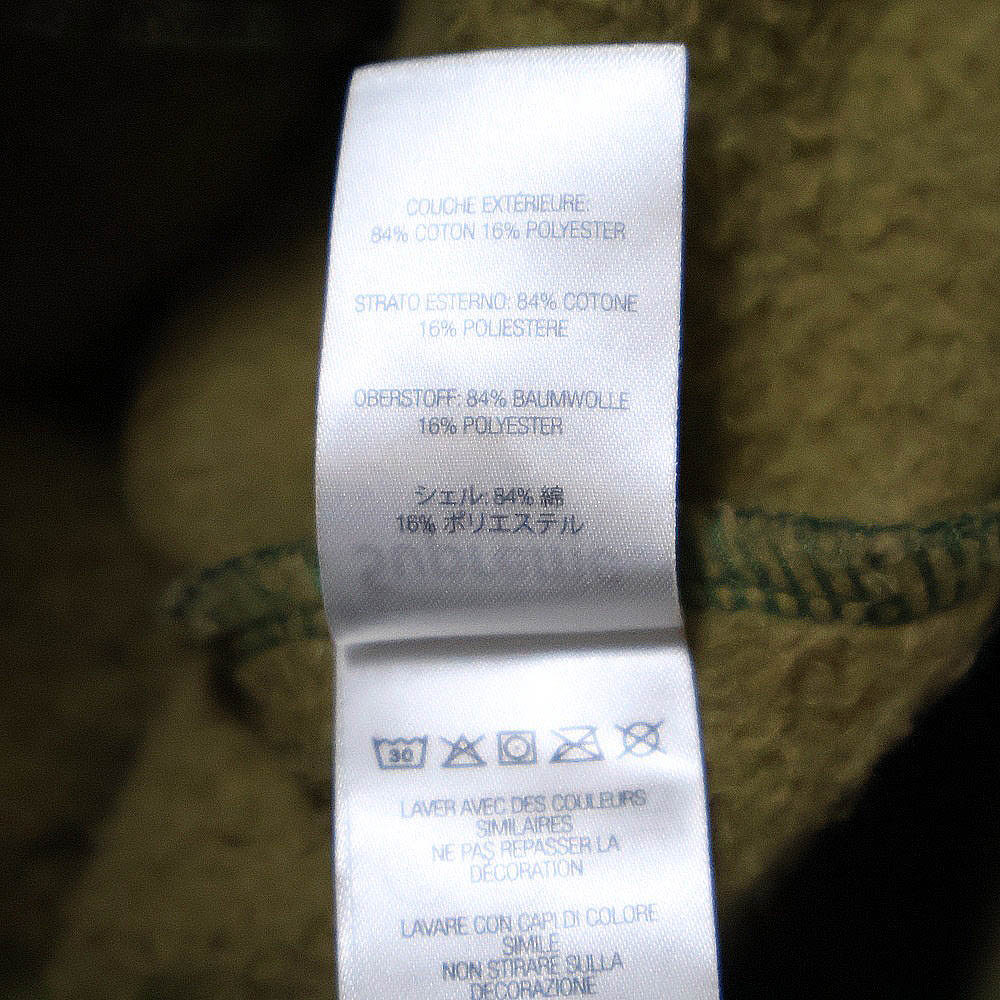 COUCHE EXTÉRIEURE:
84% COTON 16% POLYESTER
STRATO ESTERNO: 84% COTONE
16% POLIESTERE
OBERSTOFF: 84% BAUMWOLLE
16% POLYESTER
シェル: 84% 綿
16% ポリエステル
30
LAVER AVEC DES COULEURS
SIMILAIRES
NE PAS REPASSER LA
DÉCORATION
LAVARE CON CAPI DI COLORE
SIMILE
NON STIRARE SULLA
DECORAZIONE